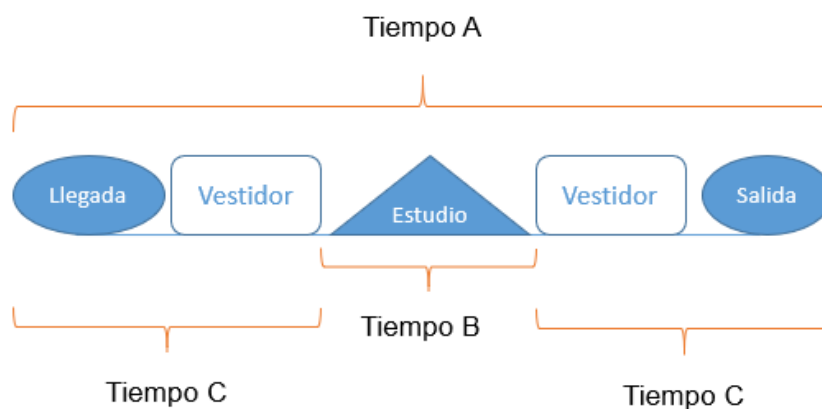 Tiempo A
Llegada
Vestidor
Estudio
Vestidor
Salida
Tiempo B
Tiempo C
Tiempo C